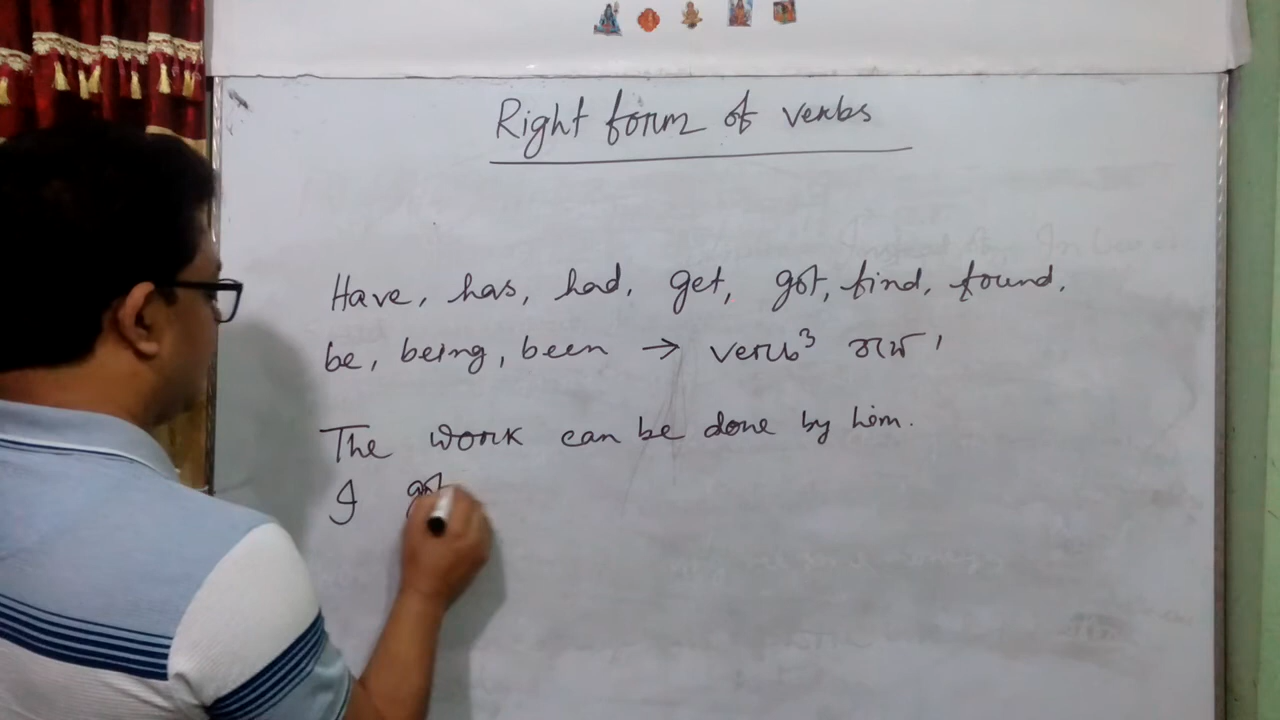 Right form of verbs
Have, has, had, get, got, find, found,
be, being, been → verb³ হয়।
The work can be done by him.
I got